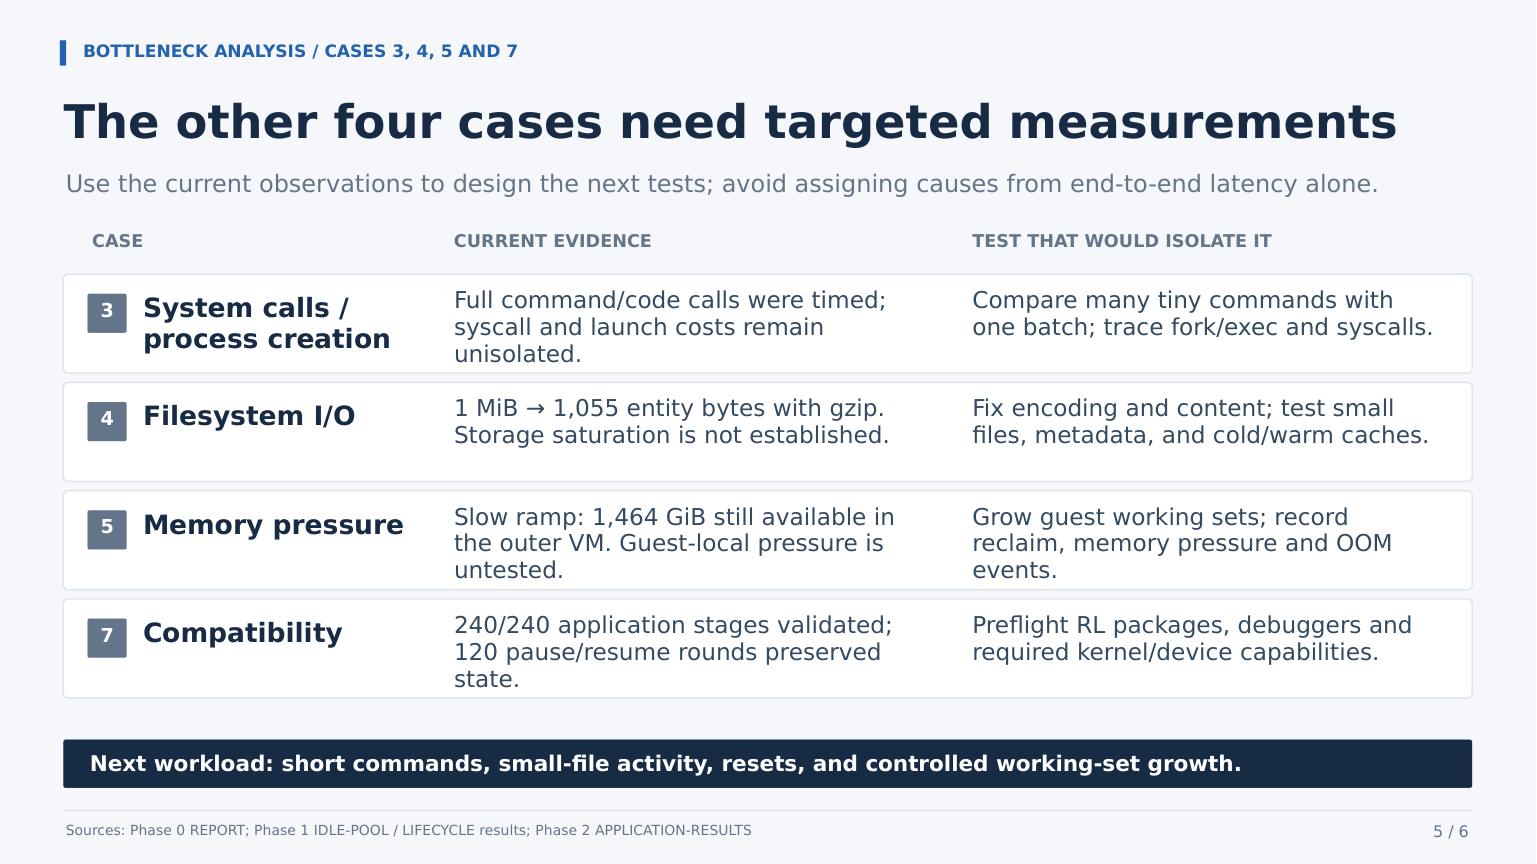 BOTTLENECK ANALYSIS / CASES 3, 4, 5 AND 7
The other four cases need targeted measurements
Use the current observations to design the next tests; avoid assigning causes from end-to-end latency alone.
CASE
CURRENT EVIDENCE
TEST THAT WOULD ISOLATE IT
3
System calls /
process creation
Full command/code calls were timed;
syscall and launch costs remain
unisolated.
Compare many tiny commands with
one batch; trace fork/exec and syscalls.
4
Filesystem I/O
1 MiB → 1,055 entity bytes with gzip.
Storage saturation is not established.
Fix encoding and content; test small
files, metadata, and cold/warm caches.
5
Memory pressure
Slow ramp: 1,464 GiB still available in
the outer VM. Guest-local pressure is
untested.
Grow guest working sets; record
reclaim, memory pressure and OOM
events.
7
Compatibility
240/240 application stages validated;
120 pause/resume rounds preserved
state.
Preflight RL packages, debuggers and
required kernel/device capabilities.
Next workload: short commands, small-file activity, resets, and controlled working-set growth.
Sources: Phase 0 REPORT; Phase 1 IDLE-POOL / LIFECYCLE results; Phase 2 APPLICATION-RESULTS
5 / 6